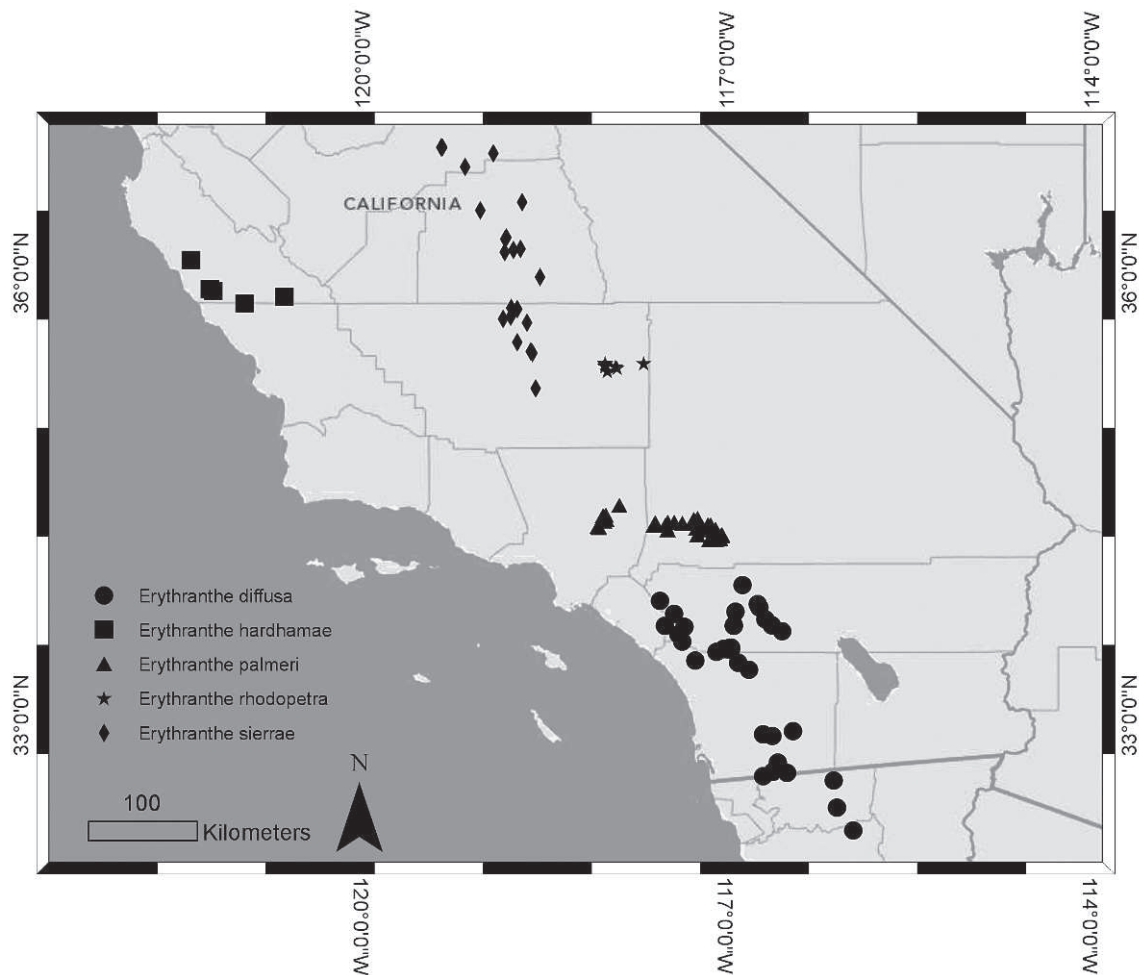 120°0'0"W
117°0'0"W
114°0'0"W
36°0'0"N
36°0'0"N
CALIFORNIA
Erythranthe diffusa
Erythranthe hardhamae
Erythranthe palmeri
Erythranthe rhodopetra
Erythranthe sierrae
33°0'0"N
33°0'0"N
N
100
Kilometers
120°0'0"W
117°0'0"W
114°0'0"W